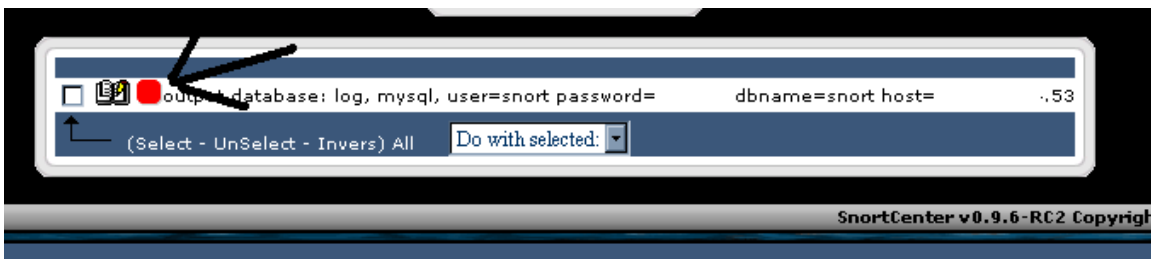 output database: log, mysql, user=snort password= dbname=snort host= .53
(Select - UnSelect - Invers) All Do with selected:
SnortCenter v0.9.6-RC2 Copyrigh